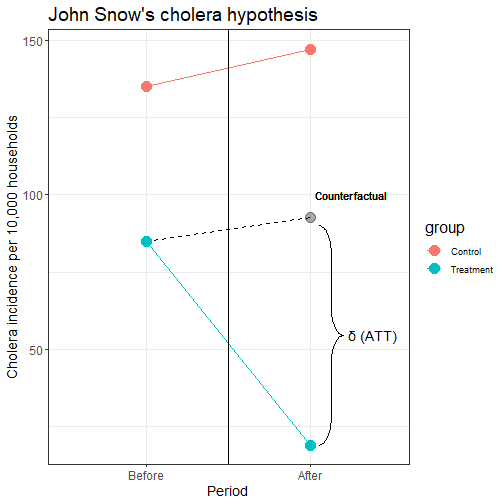 John Snow's cholera hypothesis
Cholera incidence per 10,000 households
150
100
50
Counterfactual
δ (ATT)
Before
After
Period
group
Control
Treatment